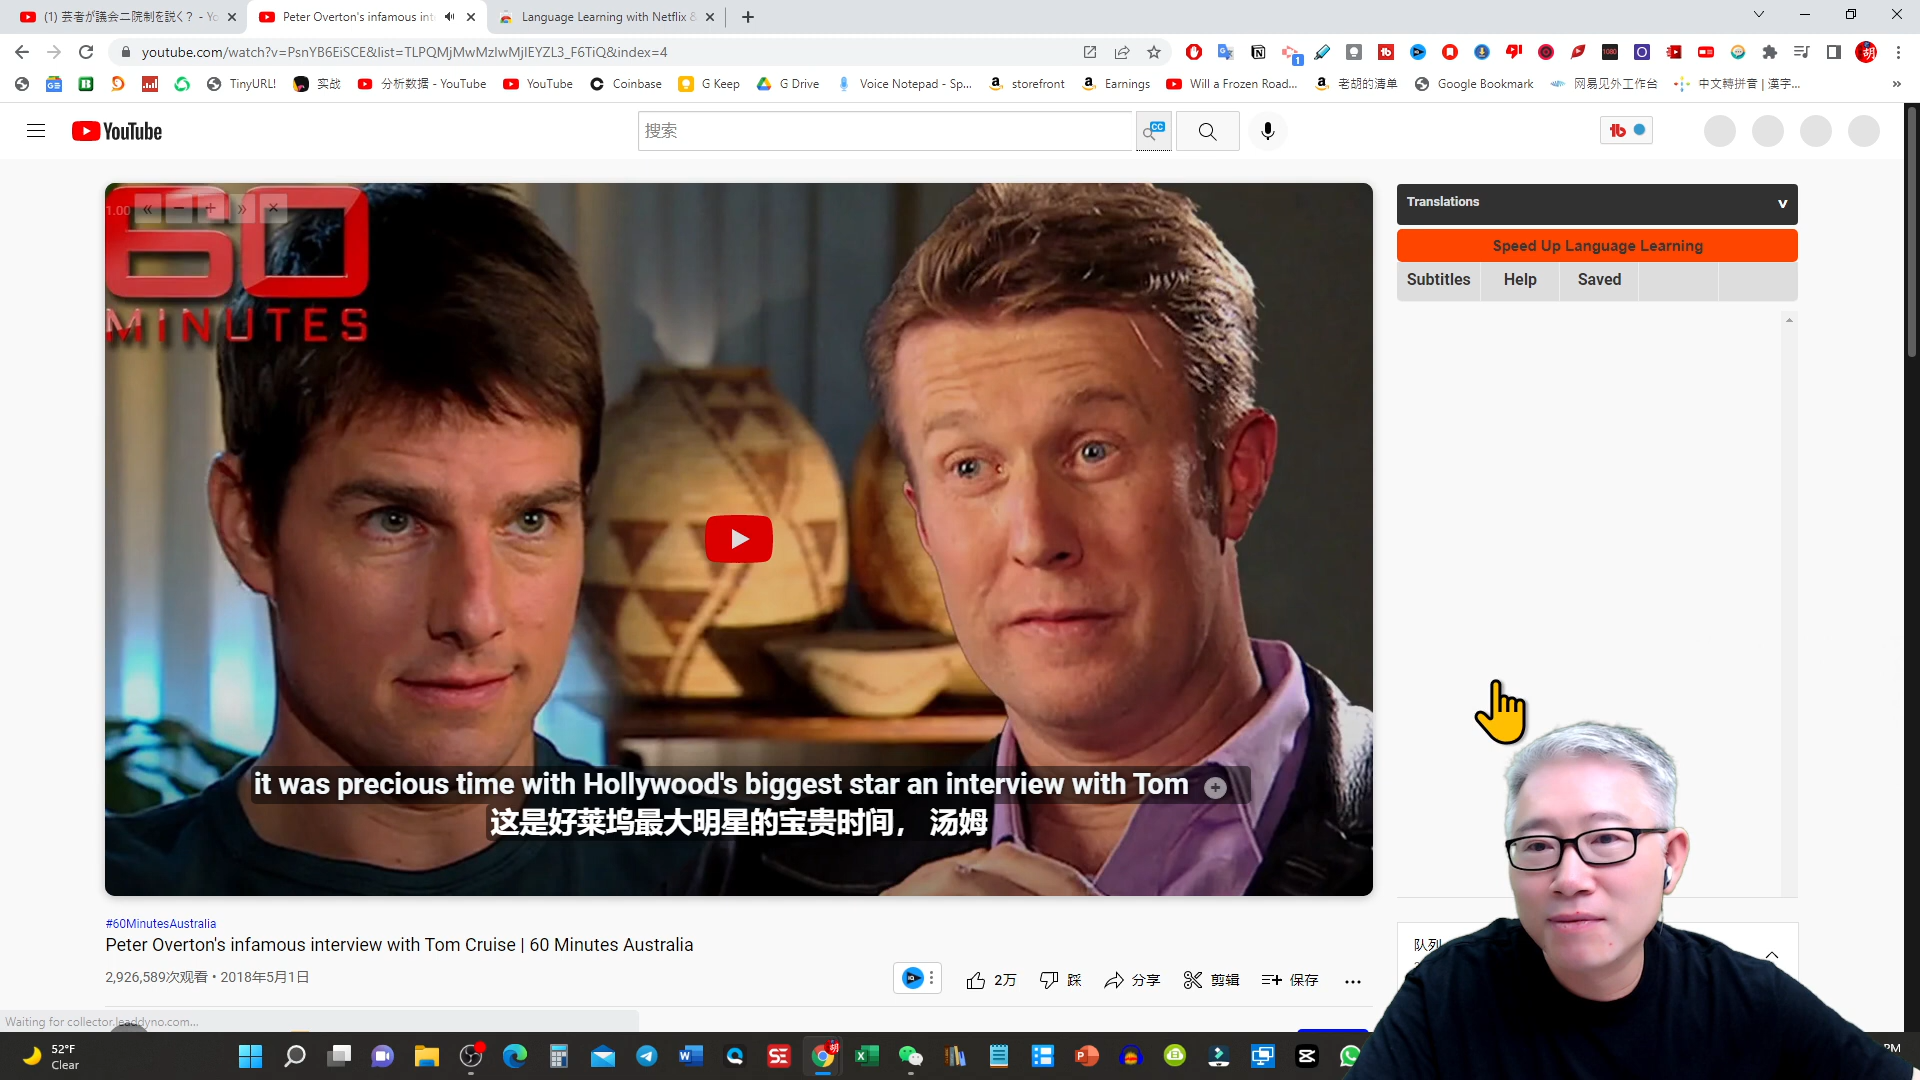 (1) 芸者が議会二院制を説く? - Yo
Peter Overton's infamous int
Language Learning with Netflix &
youtube.com/watch?v=PsnYB6EiSCE&list=TLPQMjMwMzIwMjIEYZL3_F6TiQ&index=4
TinyURL!
实战
分析数据 - YouTube
YouTube
Coinbase
G Keep
G Drive
Voice Notepad - Sp...
storefront
Earnings
Will a Frozen Road...
老胡的清单
Google Bookmark
网易见外工作台
中文轉拼音 | 漢字...
YouTube
搜索
CC
1.00 « − + » ×
60
MINUTES
Translations
v
Speed Up Language Learning
Subtitles
Help
Saved
it was precious time with Hollywood's biggest star an interview with Tom
这是好莱坞最大明星的宝贵时间， 汤姆
#60MinutesAustralia
Peter Overton's infamous interview with Tom Cruise | 60 Minutes Australia
2,926,589次观看 • 2018年5月1日
2万
踩
分享
剪辑
保存
队列
Waiting for collector.leaddyno.com...
52°F
Clear
PM